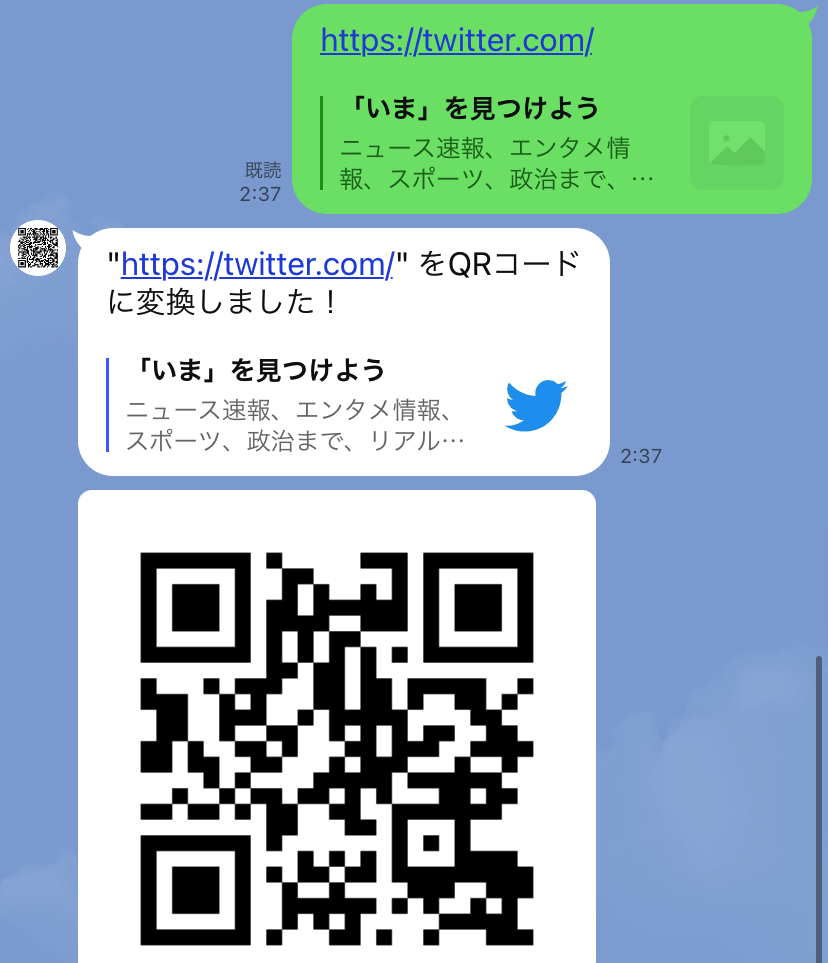 https://twitter.com/
「いま」を見つけよう
ニュース速報、エンタメ情
報、スポーツ、政治まで、…
既読
2:37
"https://twitter.com/" をQRコード
に変換しました！
「いま」を見つけよう
ニュース速報、エンタメ情報、
スポーツ、政治まで、リアル…
2:37